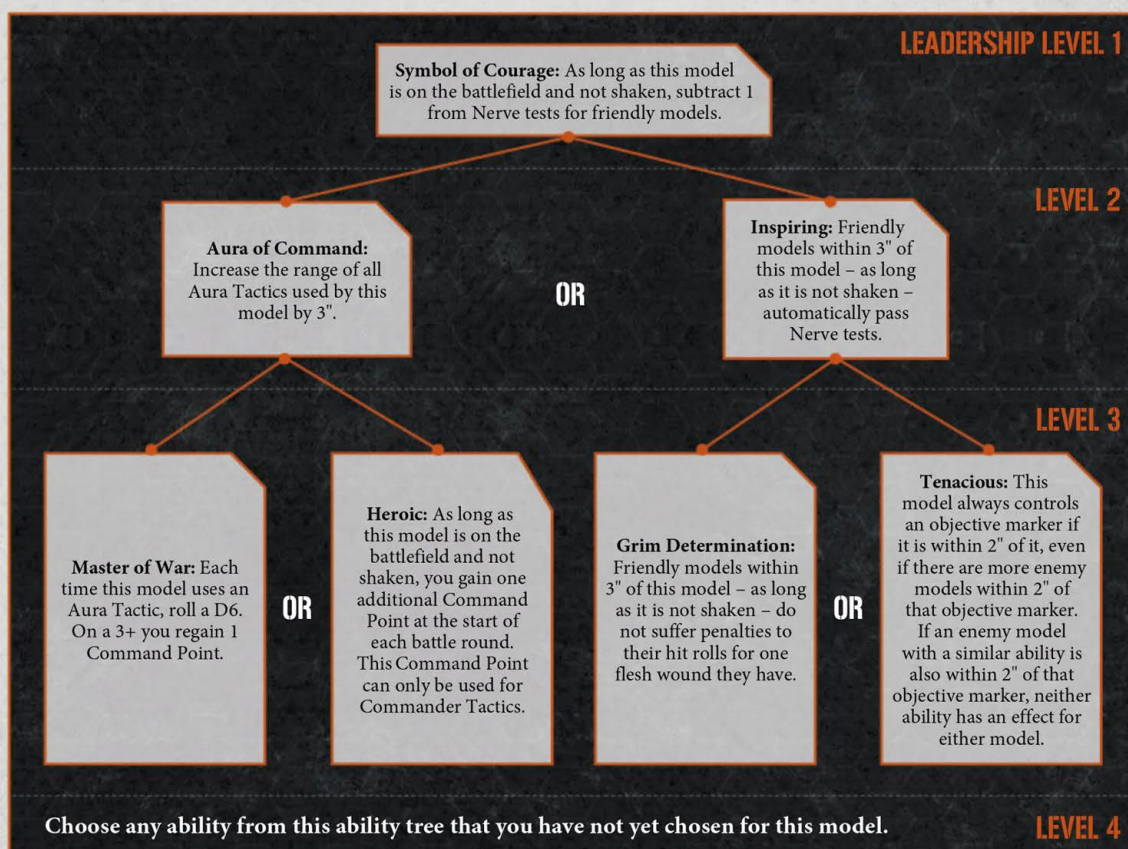 LEADERSHIP LEVEL 1
Symbol of Courage: As long as this model
is on the battlefield and not shaken, subtract 1
from Nerve tests for friendly models.
LEVEL 2
Aura of Command:
Increase the range of all
Aura Tactics used by this
model by 3".
OR
Inspiring: Friendly
models within 3" of
this model – as long
as it is not shaken –
automatically pass
Nerve tests.
LEVEL 3
Master of War: Each
time this model uses an
Aura Tactic, roll a D6.
On a 3+ you regain 1
Command Point.
OR
Heroic: As long as
this model is on the
battlefield and not
shaken, you gain one
additional Command
Point at the start of
each battle round.
This Command Point
can only be used for
Commander Tactics.
Grim Determination:
Friendly models within
3" of this model – as long
as it is not shaken – do
not suffer penalties to
their hit rolls for one
flesh wound they have.
OR
Tenacious: This
model always controls
an objective marker if
it is within 2" of it, even
if there are more enemy
models within 2" of
that objective marker.
If an enemy model
with a similar ability is
also within 2" of that
objective marker, neither
ability has an effect for
either model.
Choose any ability from this ability tree that you have not yet chosen for this model.
LEVEL 4